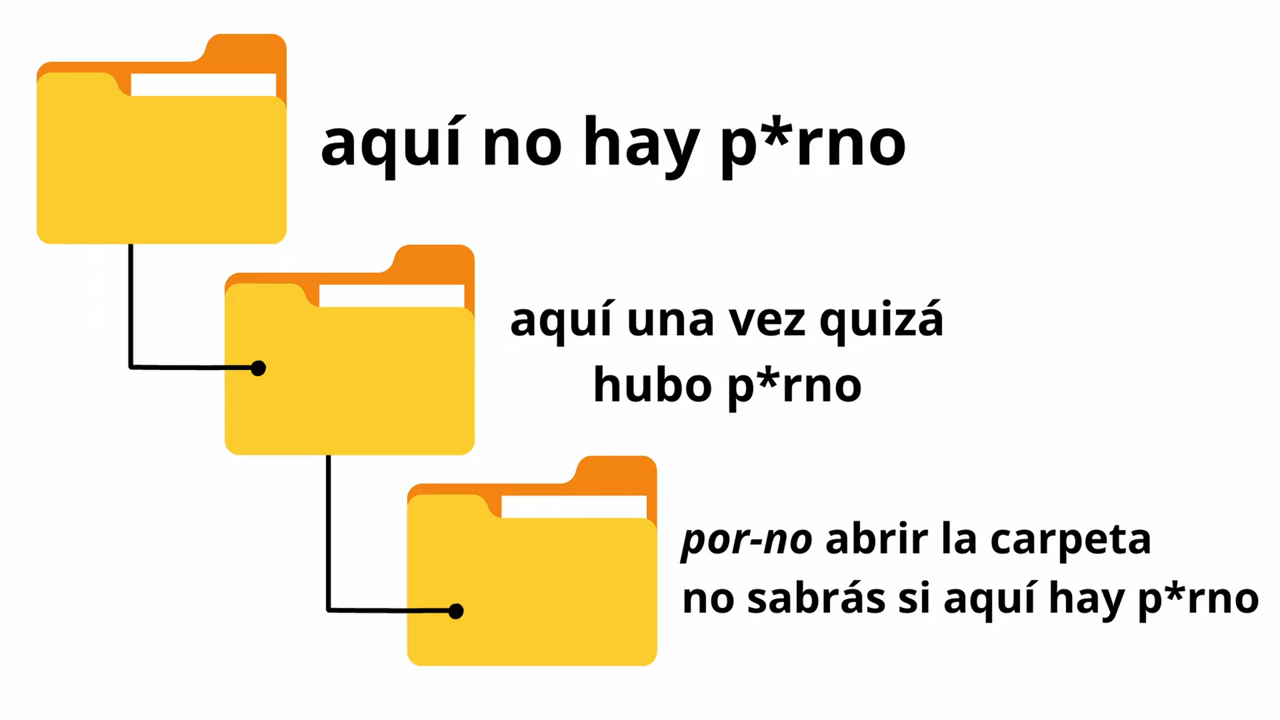 aquí no hay p*rno
aquí una vez quizá
hubo p*rno
por-no abrir la carpeta
no sabrás si aquí hay p*rno